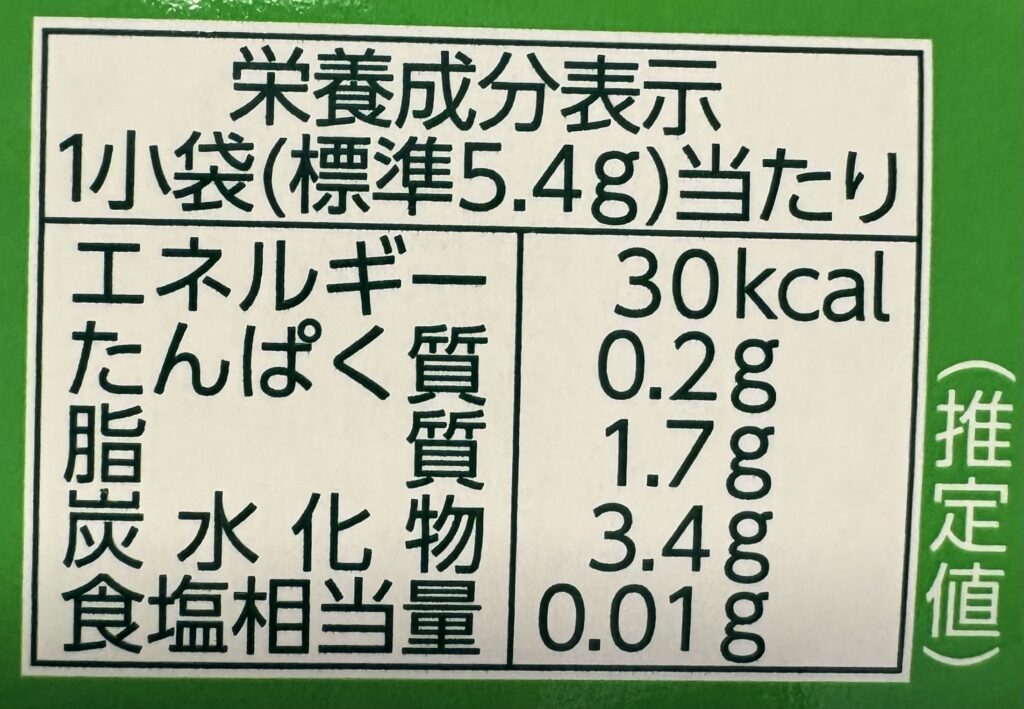 栄養成分表示
1小袋(標準5.4g)当たり
エネルギー 30kcal
たんぱく質 0.2g
脂質 1.7g
炭水化物 3.4g
食塩相当量 0.01g
(推定値)